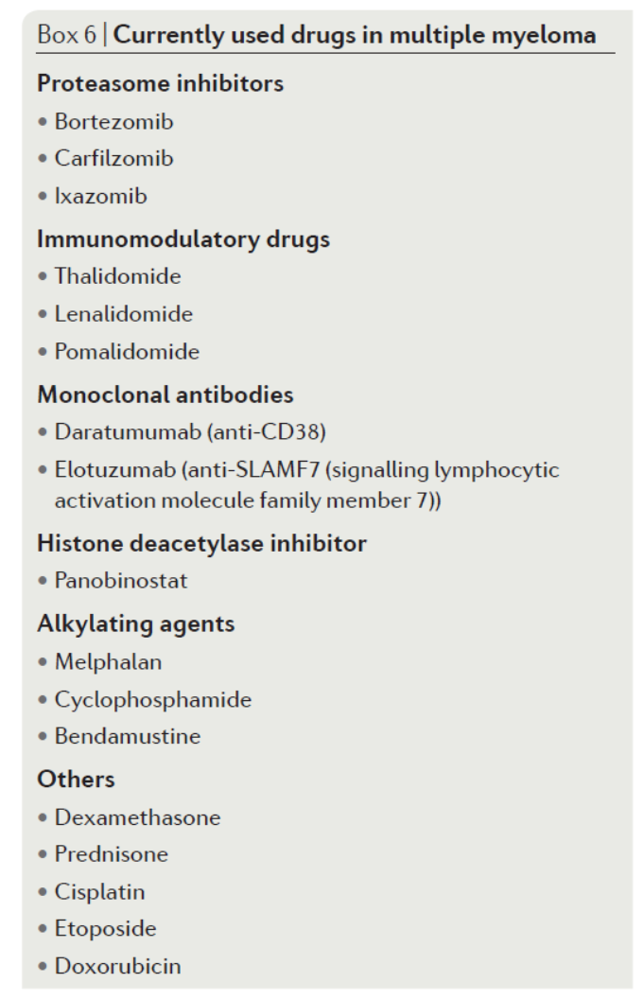 Box 6 | Currently used drugs in multiple myeloma
Proteasome inhibitors
• Bortezomib
• Carfilzomib
• Ixazomib
Immunomodulatory drugs
• Thalidomide
• Lenalidomide
• Pomalidomide
Monoclonal antibodies
• Daratumumab (anti-CD38)
• Elotuzumab (anti-SLAMF7 (signalling lymphocytic
activation molecule family member 7))
Histone deacetylase inhibitor
• Panobinostat
Alkylating agents
• Melphalan
• Cyclophosphamide
• Bendamustine
Others
• Dexamethasone
• Prednisone
• Cisplatin
• Etoposide
• Doxorubicin